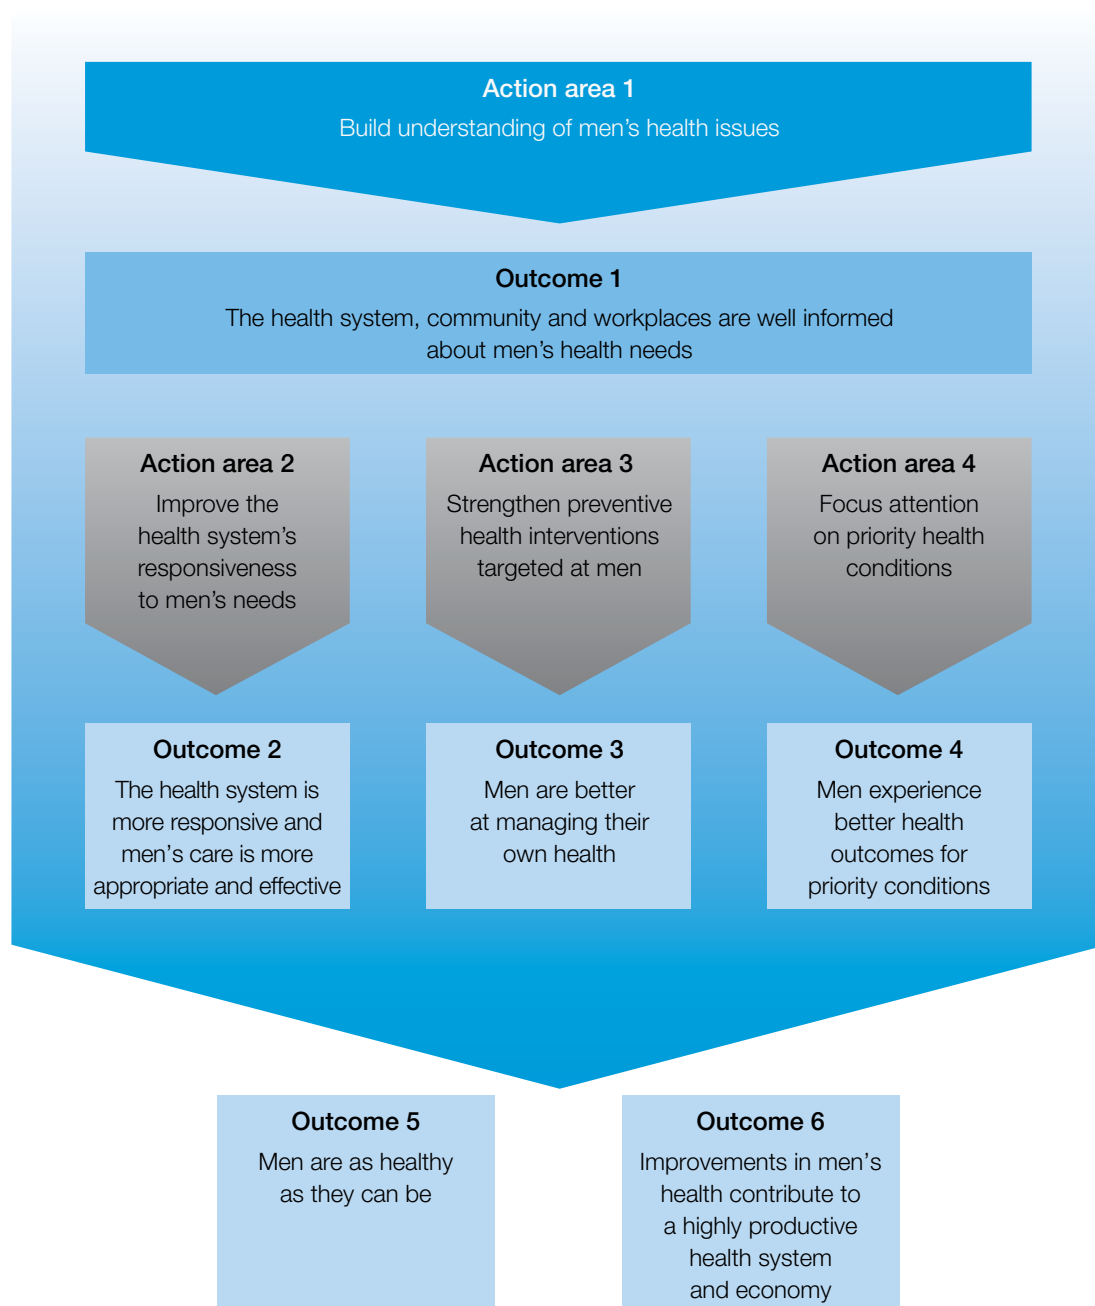 Action area 1
Build understanding of men’s health issues
Outcome 1
The health system, community and workplaces are well informed
about men’s health needs
Action area 2
Improve the
health system’s
responsiveness
to men’s needs
Action area 3
Strengthen preventive
health interventions
targeted at men
Action area 4
Focus attention
on priority health
conditions
Outcome 2
The health system is
more responsive and
men’s care is more
appropriate and effective
Outcome 3
Men are better
at managing their
own health
Outcome 4
Men experience
better health
outcomes for
priority conditions
Outcome 5
Men are as healthy
as they can be
Outcome 6
Improvements in men’s
health contribute to
a highly productive
health system
and economy